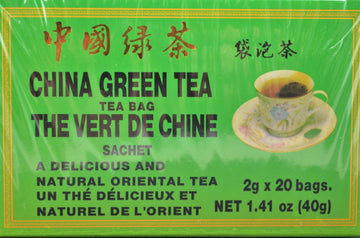 中國綠茶
袋泡茶
CHINA GREEN TEA
TEA BAG
THE VERT DE CHINE
SACHET
A DELICIOUS AND
NATURAL ORIENTAL TEA
UN THÉ DÉLICIEUX ET
NATUREL DE L'ORIENT
2g x 20 bags.
NET 1.41 oz (40g)